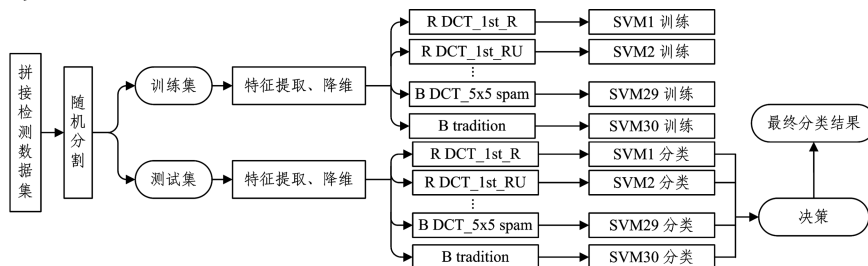 拼接检测数据集
随机分割
训练集
特征提取、降维
R DCT_1st_R
SVM1 训练
R DCT_1st_RU
SVM2 训练
⋮
B DCT_5x5 spam
SVM29 训练
B tradition
SVM30 训练
测试集
特征提取、降维
R DCT_1st_R
SVM1 分类
R DCT_1st_RU
SVM2 分类
⋮
B DCT_5x5 spam
SVM29 分类
B tradition
SVM30 分类
决策
最终分类结果